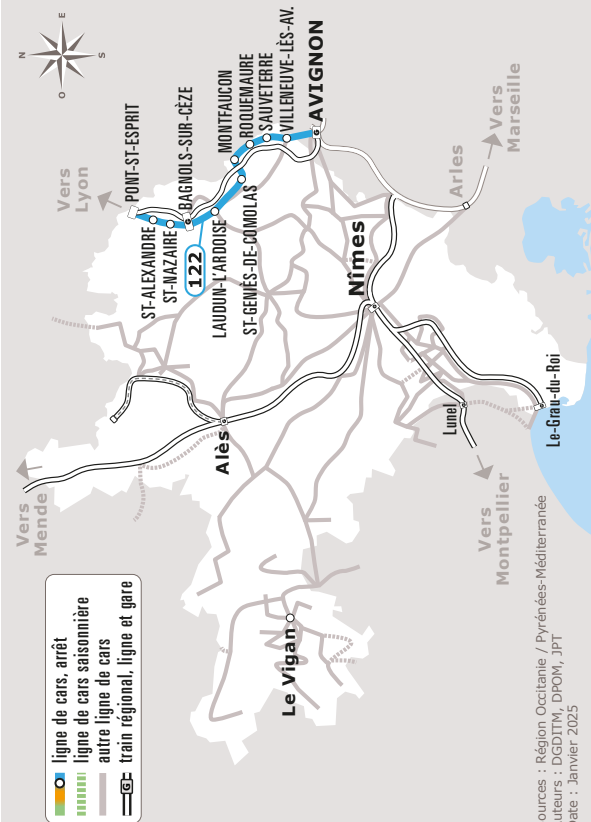 N
E
S
O
Vers
Lyon
PONT-ST-ESPRIT
ST-ALEXANDRE
ST-NAZAIRE
BAGNOLS-SUR-CÈZE
122
LAUDUN-L'ARDOISE
ST-GENIÈS-DE-COMOLAS
MONTFAUCON
ROQUEMAURE
SAUVETERRE
VILLENEUVE-LÈS-AV.
G AVIGNON
Vers
Marseille
Arles
Nîmes
Alès
Vers
Mende
Lunel
Le-Grau-du-Roi
Vers
Montpellier
Le Vigan
ligne de cars, arrêt
ligne de cars saisonnière
autre ligne de cars
G train régional, ligne et gare
ources : Région Occitanie / Pyrénées-Méditerranée
uteurs : DGDITM, DPOM, JPT
ate : Janvier 2025